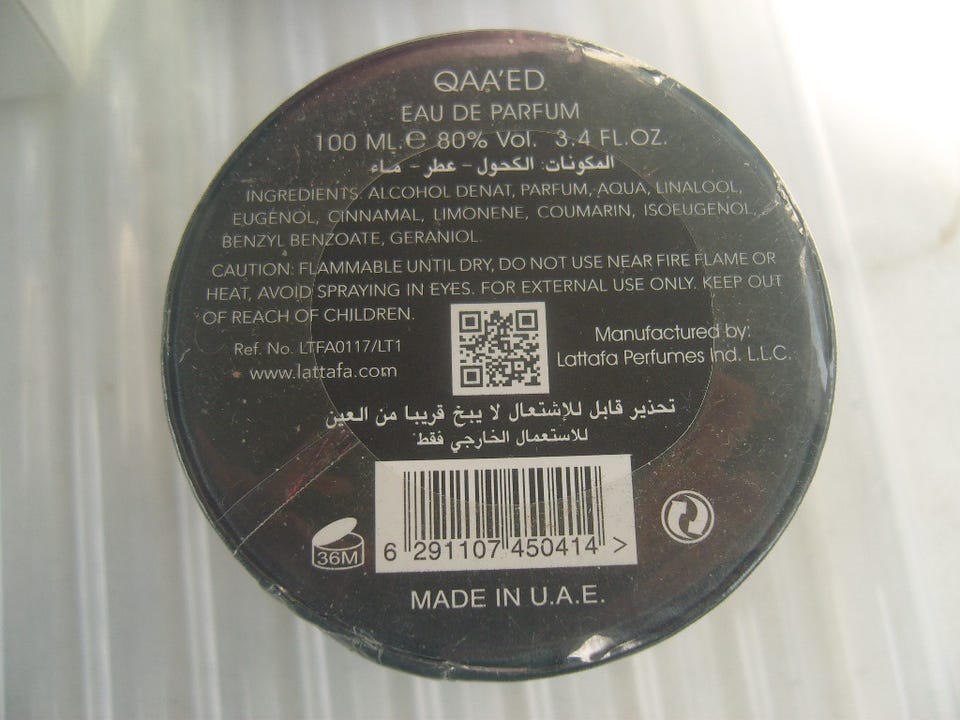 QAA'ED
EAU DE PARFUM
100 ML.℮ 80% Vol. 3.4 FL.OZ.
المكونات: الكحول - عطر - ماء
INGREDIENTS: ALCOHOL DENAT, PARFUM, AQUA, LINALOOL,
EUGENOL, CINNAMAL, LIMONENE, COUMARIN, ISOEUGENOL,
BENZYL BENZOATE, GERANIOL.
CAUTION: FLAMMABLE UNTIL DRY, DO NOT USE NEAR FIRE FLAME OR
HEAT, AVOID SPRAYING IN EYES. FOR EXTERNAL USE ONLY. KEEP OUT
OF REACH OF CHILDREN.
Ref. No. LTFA0117/LT1
www.lattafa.com
Manufactured by:
Lattafa Perfumes Ind. L.L.C.
تحذير قابل للإشتعال لا يبخ قريبا من العين
للاستعمال الخارجي فقط
36M
6 291107 450414 >
MADE IN U.A.E.